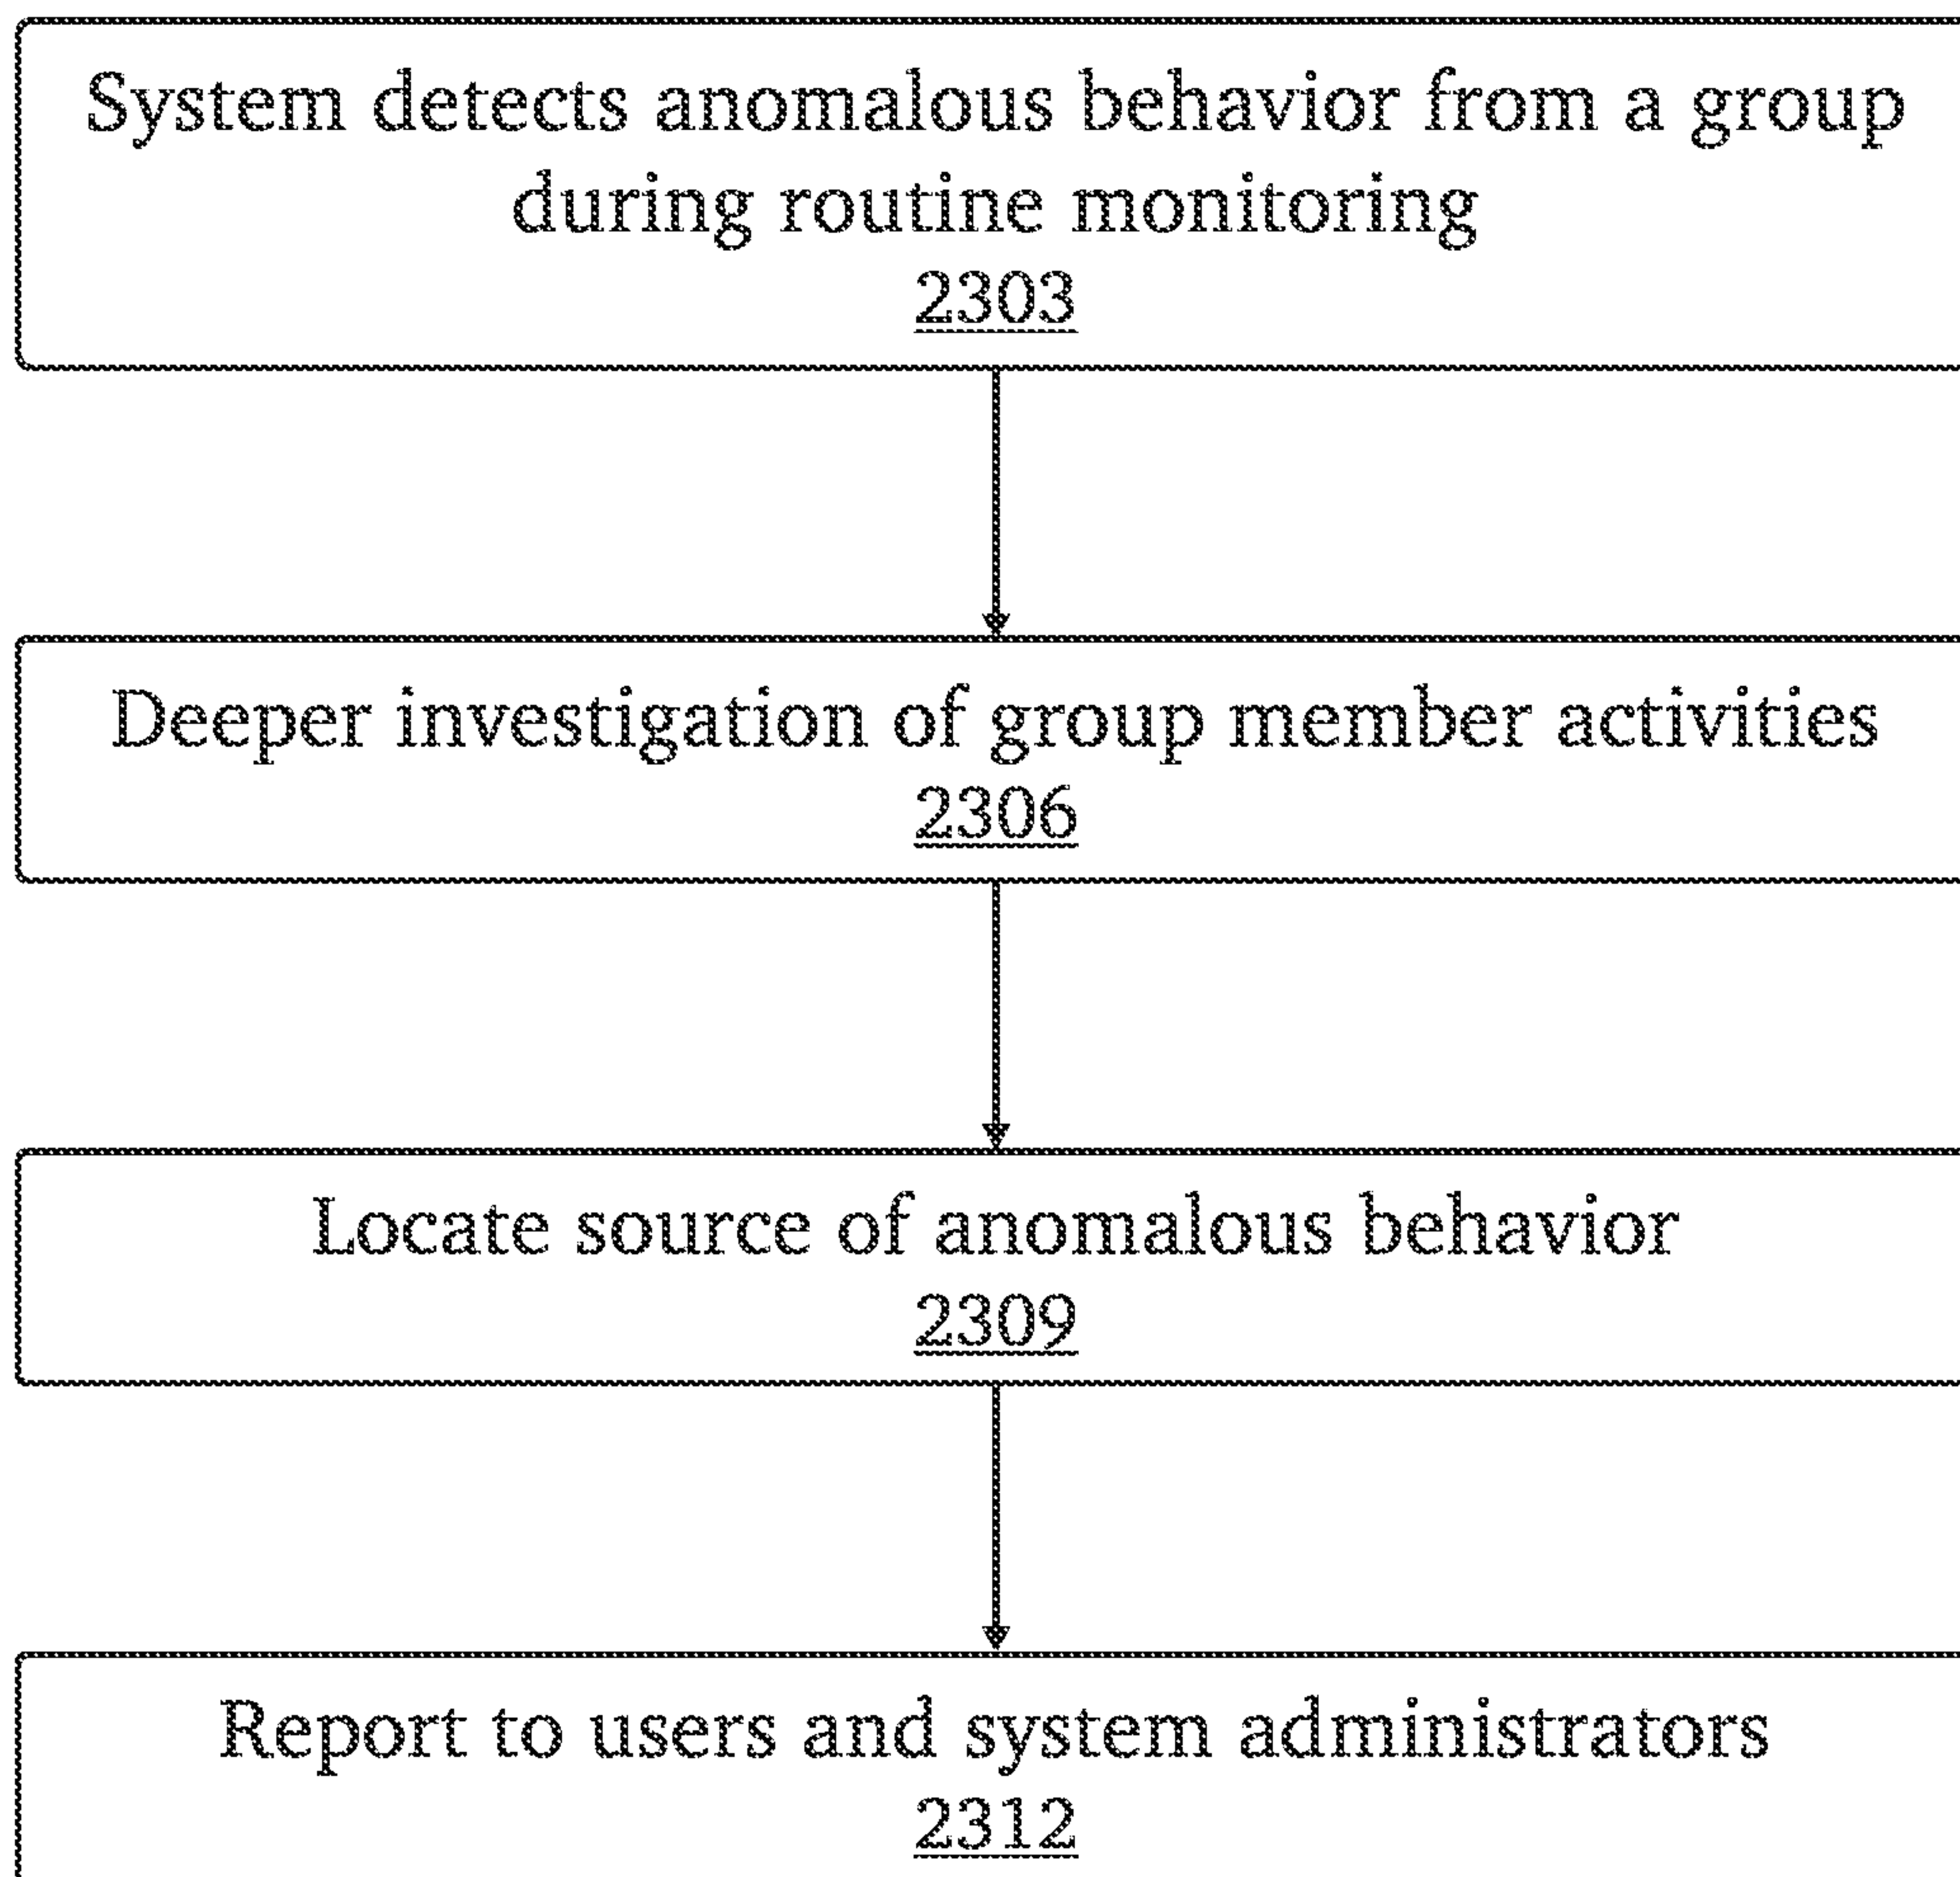 System detects anomalous behavior from a group
during routine monitoring
2303
Deeper investigation of group member activities
2306
Locate source of anomalous behavior
2309
Report to users and system administrators
2312